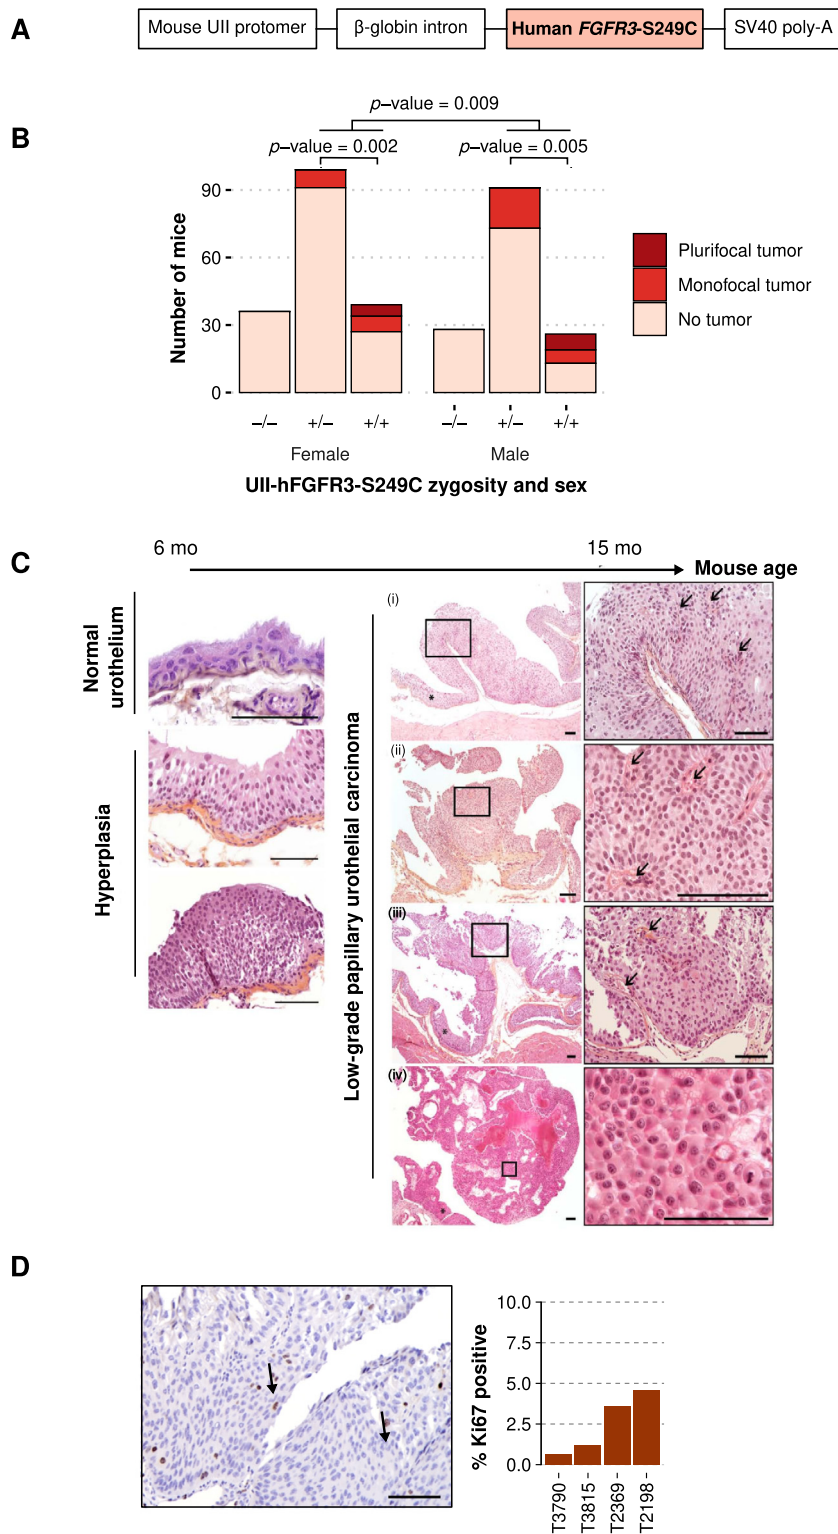 A
Mouse UII protomer
β-globin intron
Human FGFR3-S249C
SV40 poly-A
B
p–value = 0.009
p–value = 0.002
p–value = 0.005
Number of mice
90
60
30
0
–/–
+/–
+/+
–/–
+/–
+/+
Female
Male
UII-hFGFR3-S249C zygosity and sex
Plurifocal tumor
Monofocal tumor
No tumor
C
6 mo
15 mo
Mouse age
Normal
urothelium
Hyperplasia
Low-grade papillary urothelial carcinoma
(i)
*
(ii)
(iii)
*
(iv)
*
D
% Ki67 positive
10.0
7.5
5.0
2.5
0.0
T3790
T3815
T2369
T2198